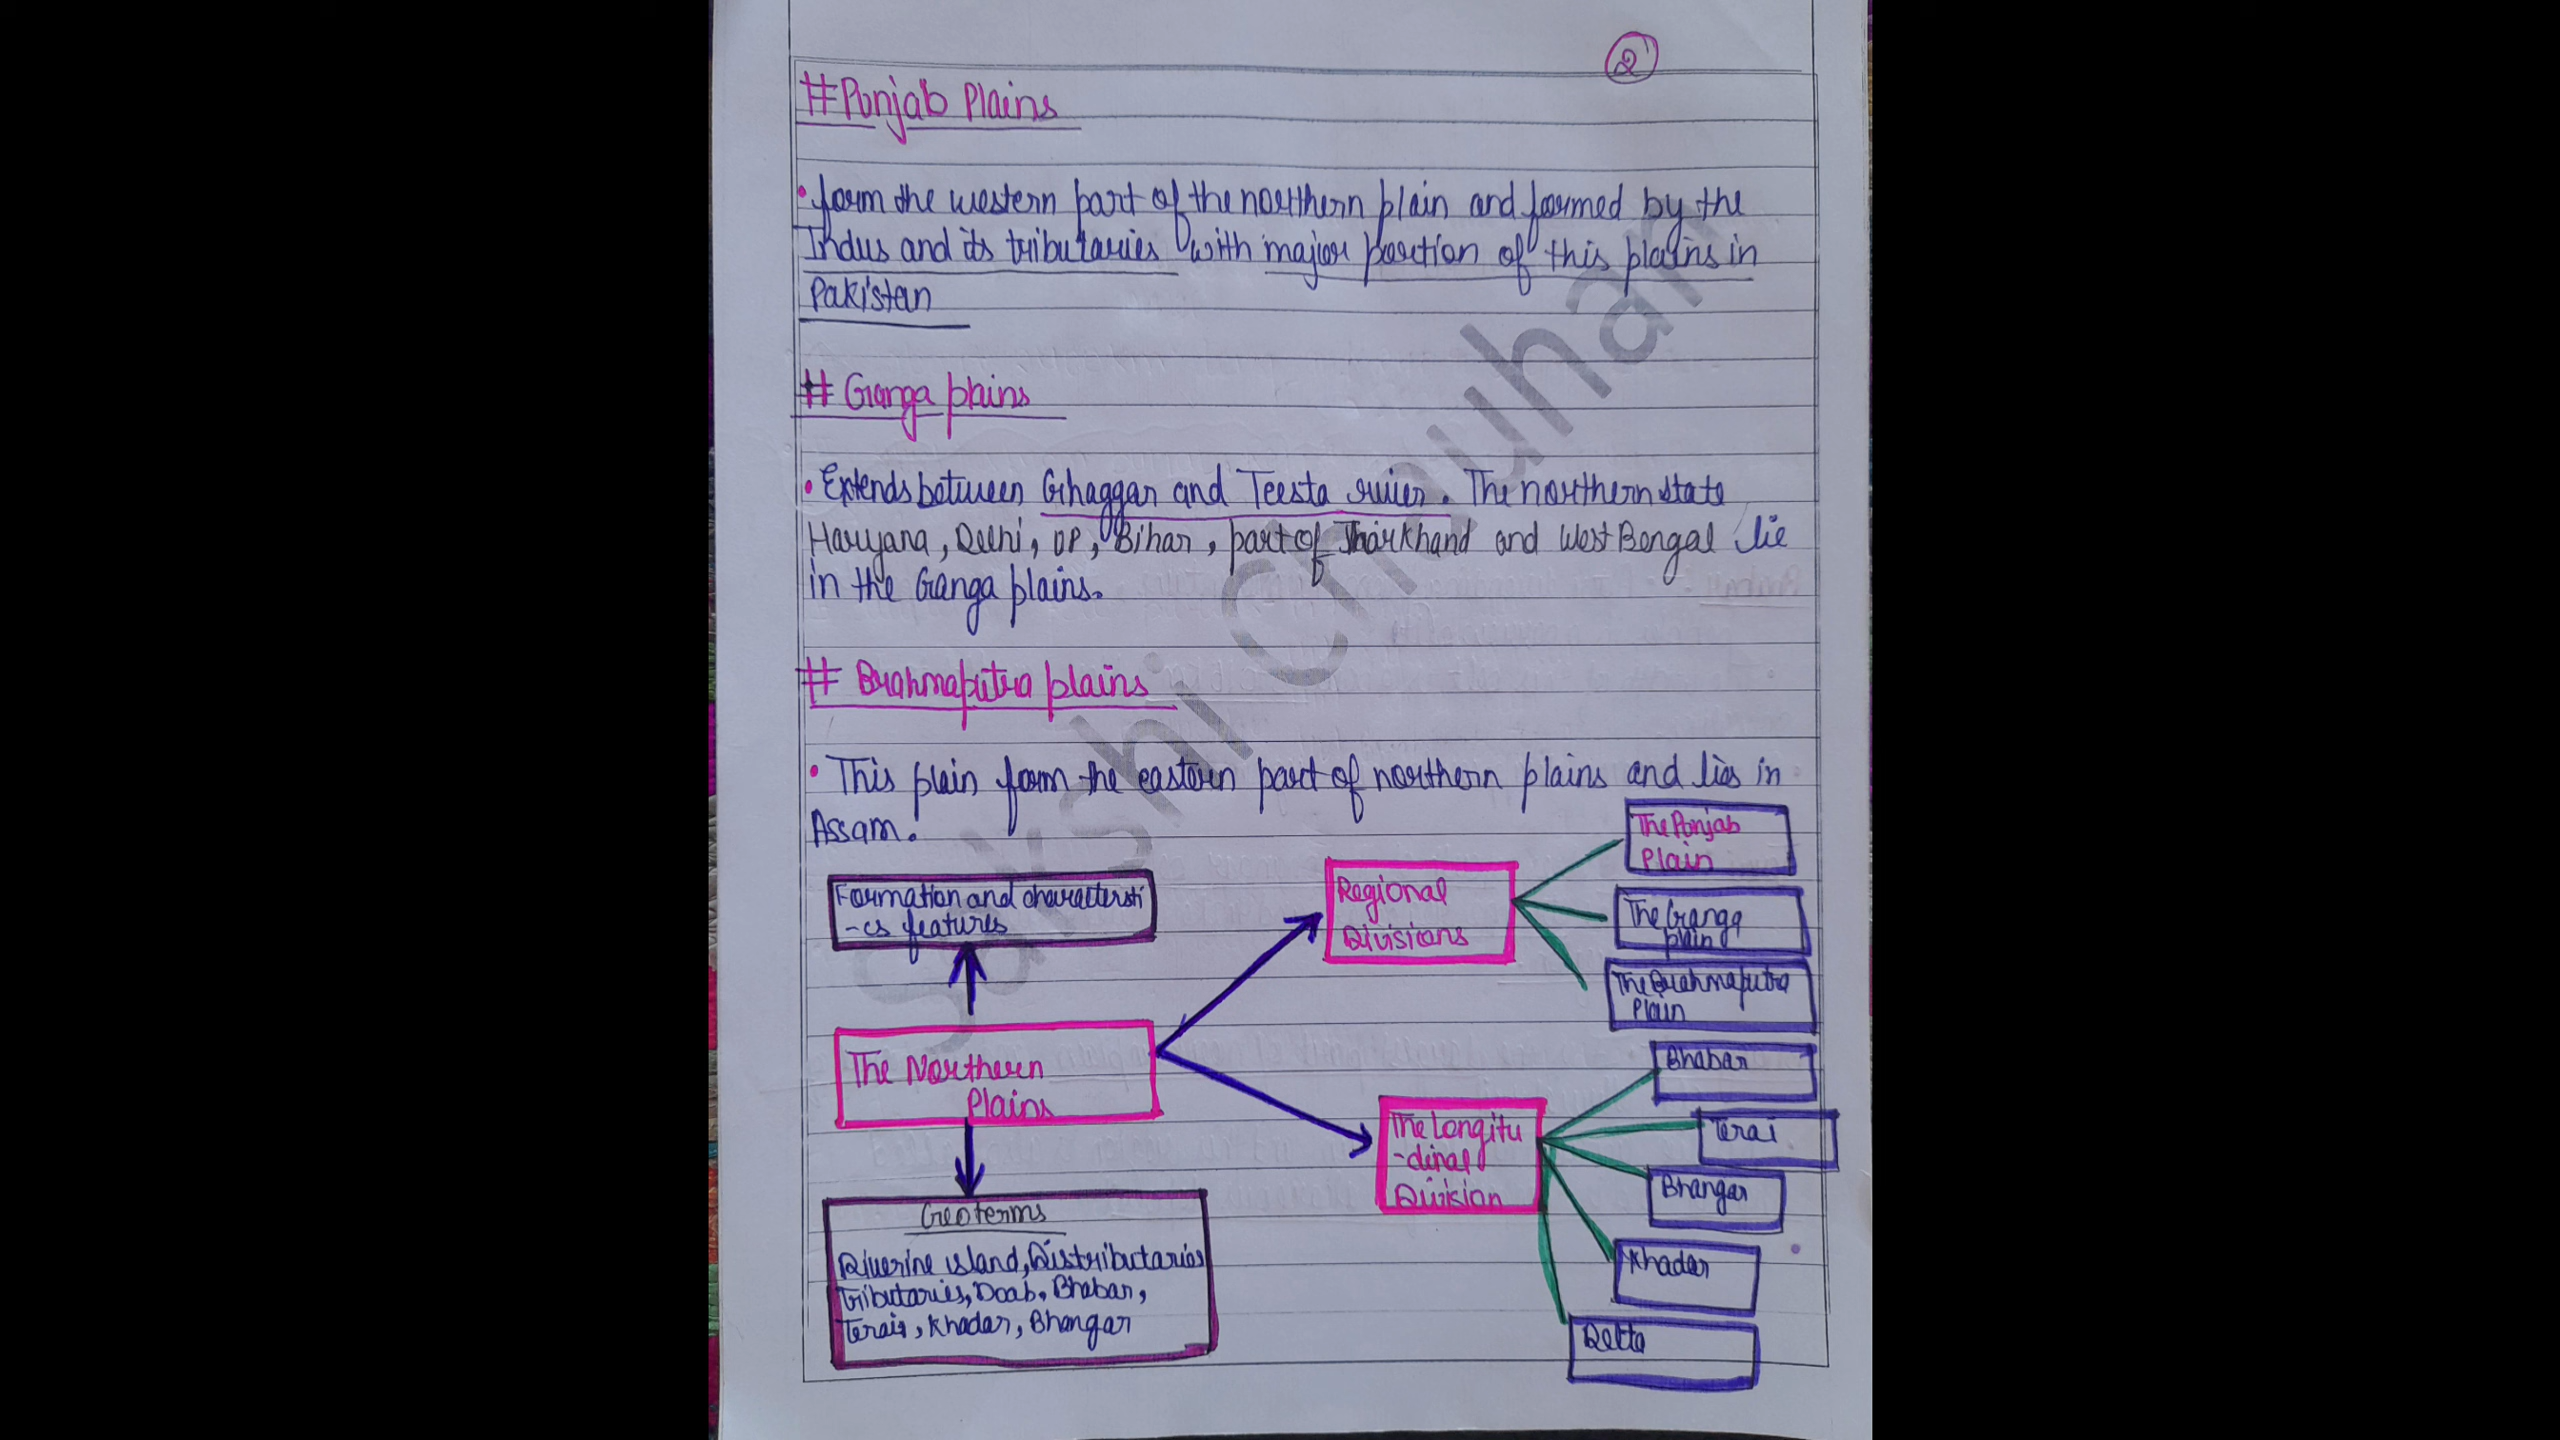 2
#Punjab Plains
• form the western part of the northern plain and formed by the
Indus and its tributaries with major portion of this plains in
Pakistan
# Ganga plains
• Extends between Ghaggar and Teesta river. The northern state
Haryana, Delhi, UP, Bihar, part of Jharkhand and West Bengal lie
in the Ganga plains.
# Brahmaputra plains
• This plain form the eastern part of northern plains and lies in
Assam.
Formation and characteristi
-cs features
The Northern
Plains
Geoterms
Riverine island, Distributaries
Tributaries, Doab, Bhabar,
Terai, Khadar, Bhangar
Regional
Divisions
The Punjab
Plain
The Ganga
plain
The Brahmaputra
Plain
The Longitu
-dinal
Division
Bhabar
Terai
Bhangar
Khadar
Delta
Sakshi Chauhan